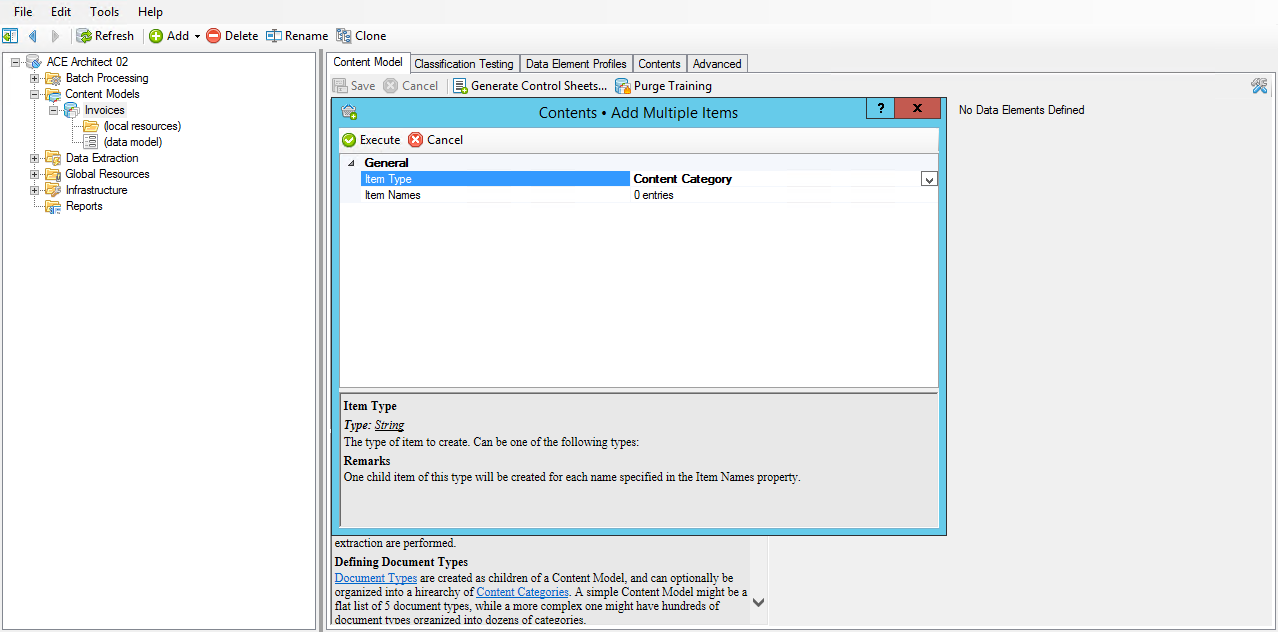 File Edit Tools Help
Refresh Add Delete Rename Clone
ACE Architect 02
Batch Processing
Content Models
Invoices
(local resources)
(data model)
Data Extraction
Global Resources
Infrastructure
Reports
Content Model Classification Testing Data Element Profiles Contents Advanced
Save Cancel Generate Control Sheets... Purge Training
Contents • Add Multiple Items ? X
Execute Cancel
General
Item Type Content Category
Item Names 0 entries
Item Type
Type: String
The type of item to create. Can be one of the following types:
Remarks
One child item of this type will be created for each name specified in the Item Names property.
extraction are performed.
Defining Document Types
Document Types are created as children of a Content Model, and can optionally be
organized into a hirearchy of Content Categories. A simple Content Model might be a
flat list of 5 document types, while a more complex one might have hundreds of
document types organized into dozens of categories.
No Data Elements Defined